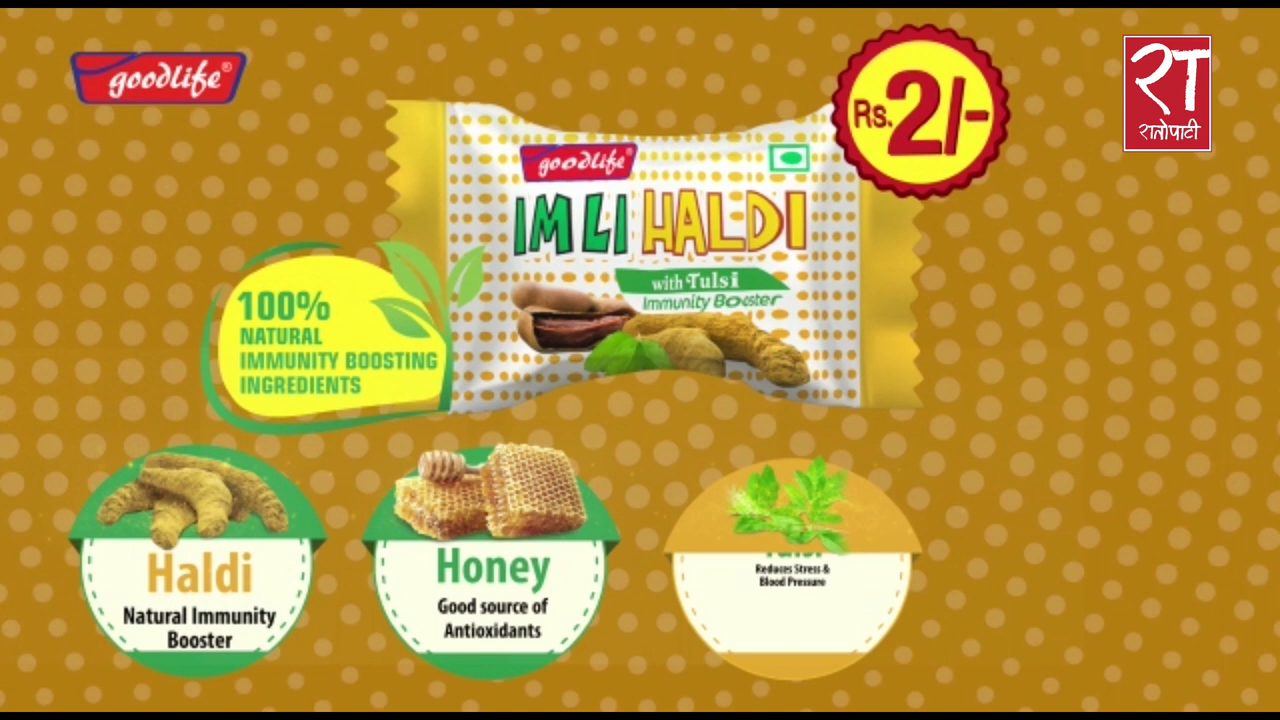 goodlife®
Rs. 2/-
रातोपाटी
goodlife®
IMLI HALDI
with Tulsi
Immunity Booster
100%
NATURAL
IMMUNITY BOOSTING
INGREDIENTS
Haldi
Natural Immunity
Booster
Honey
Good source of
Antioxidants
Tulsi
Reduces Stress &
Blood Pressure